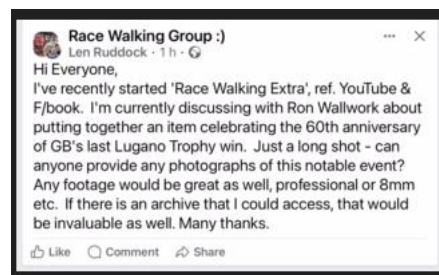 Race Walking Group :)
Len Ruddock · 1 h ·
Hi Everyone,
I've recently started 'Race Walking Extra', ref. YouTube &
F/book. I'm currently discussing with Ron Wallwork about
putting together an item celebrating the 60th anniversary
of GB's last Lugano Trophy win. Just a long shot - can
anyone provide any photographs of this notable event?
Any footage would be great as well, professional or 8mm
etc. If there is an archive that I could access, that would
be invaluable as well. Many thanks.
Like Comment Share